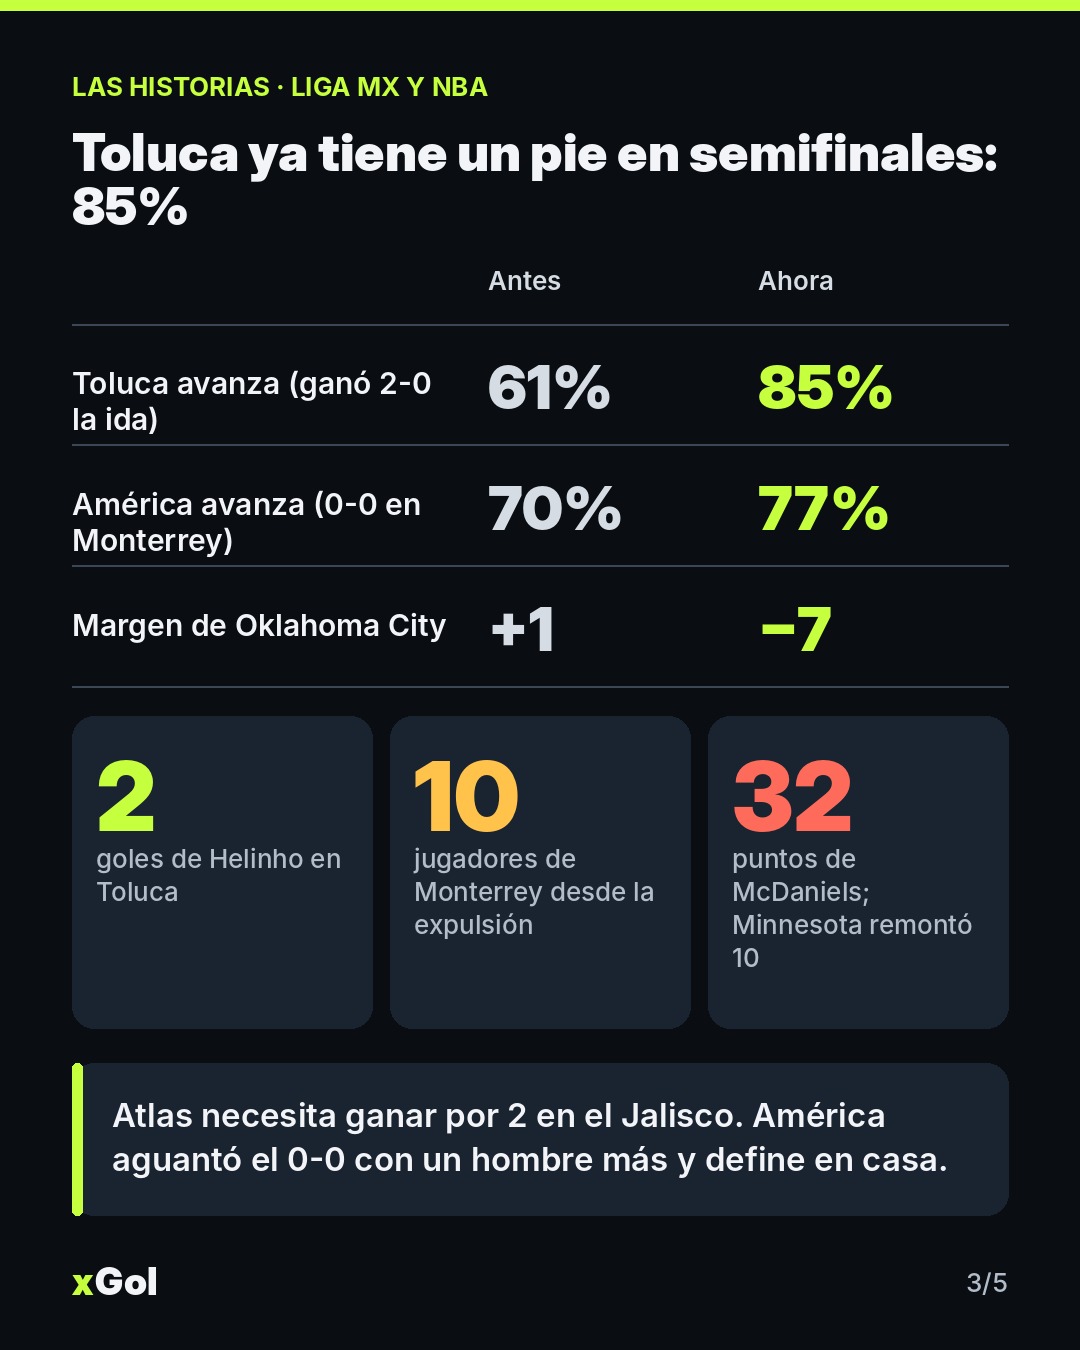 LAS HISTORIAS · LIGA MX Y NBA
Toluca ya tiene un pie en semifinales:
85%
Antes Ahora
Toluca avanza (ganó 2-0
la ida)
61% 85%
América avanza (0-0 en
Monterrey)
70% 77%
Margen de Oklahoma City +1 −7
2
goles de Helinho en
Toluca
10
jugadores de
Monterrey desde la
expulsión
32
puntos de
McDaniels;
Minnesota remontó
10
Atlas necesita ganar por 2 en el Jalisco. América
aguantó el 0-0 con un hombre más y define en casa.
xGol 3/5